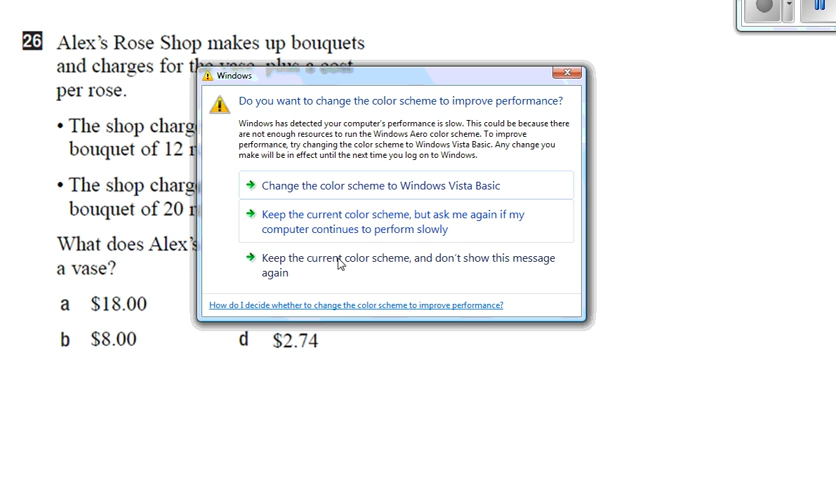 26 Alex's Rose Shop makes up bouquets
and charges for the vase, plus a cost
per rose.
• The shop charg
bouquet of 12 r
• The shop charg
bouquet of 20 r
What does Alex's
a vase?
a $18.00
b $8.00
d $2.74
Windows
Do you want to change the color scheme to improve performance?
Windows has detected your computer's performance is slow. This could be because there
are not enough resources to run the Windows Aero color scheme. To improve
performance, try changing the color scheme to Windows Vista Basic. Any change you
make will be in effect until the next time you log on to Windows.
Change the color scheme to Windows Vista Basic
Keep the current color scheme, but ask me again if my
computer continues to perform slowly
Keep the current color scheme, and don't show this message
again
How do I decide whether to change the color scheme to improve performance?